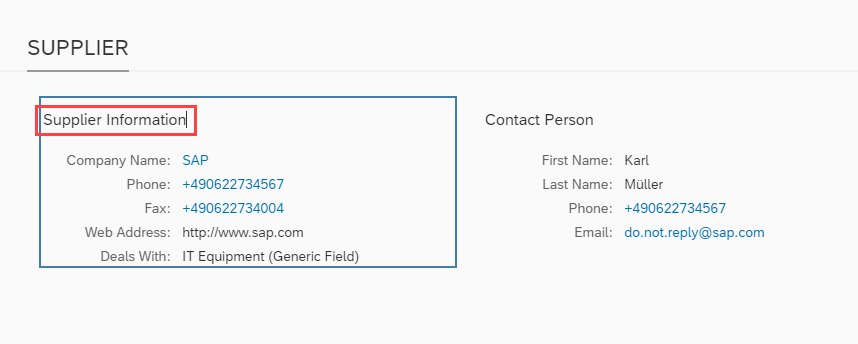 SUPPLIER
Supplier Information
Company Name: SAP
Phone: +490622734567
Fax: +490622734004
Web Address: http://www.sap.com
Deals With: IT Equipment (Generic Field)
Contact Person
First Name: Karl
Last Name: Müller
Phone: +490622734567
Email: do.not.reply@sap.com